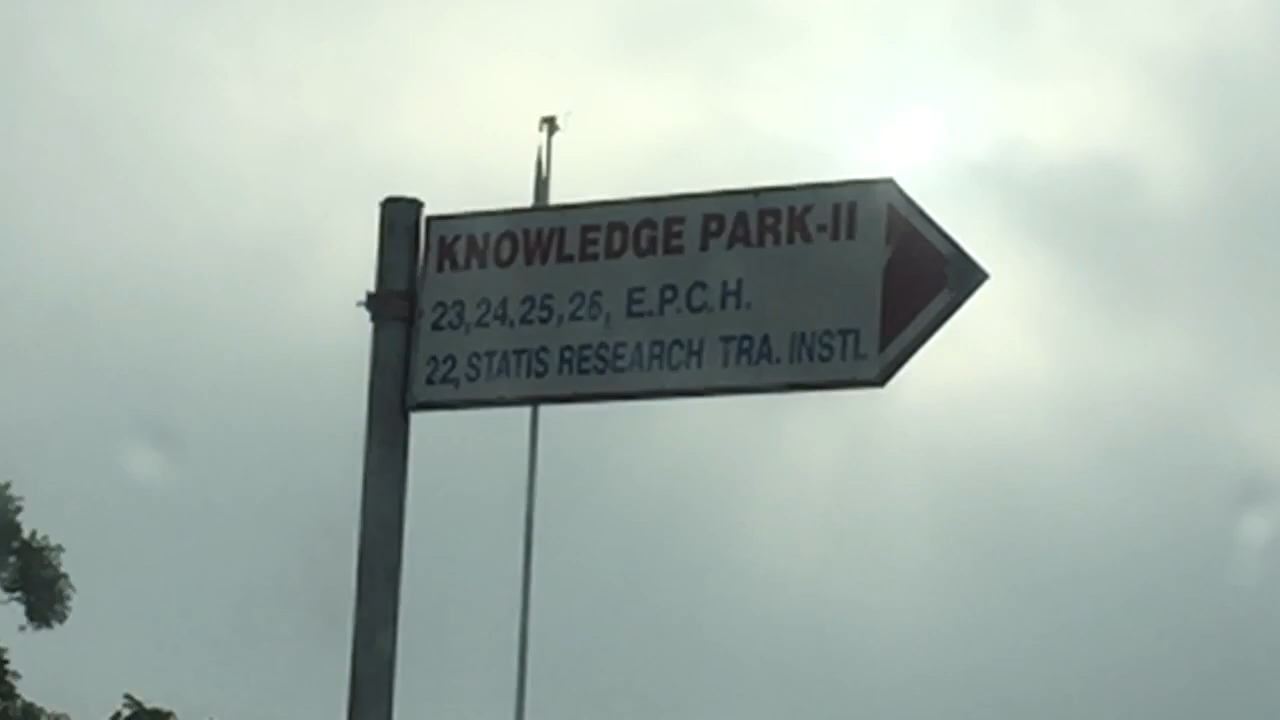 KNOWLEDGE PARK-II
23,24,25,26, E.P.C.H.
22,STATIS RESEARCH TRA. INSTI.